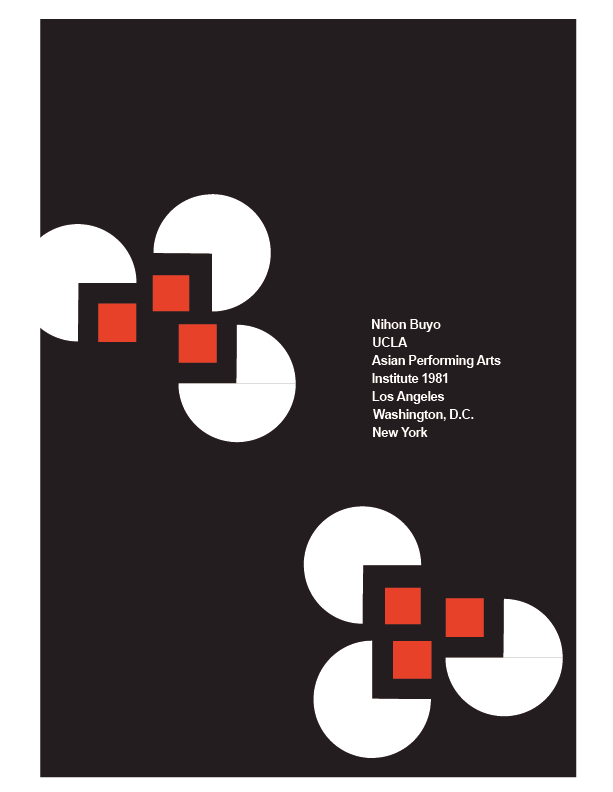 Nihon Buyo
UCLA
Asian Performing Arts
Institute 1981
Los Angeles
Washington, D.C.
New York